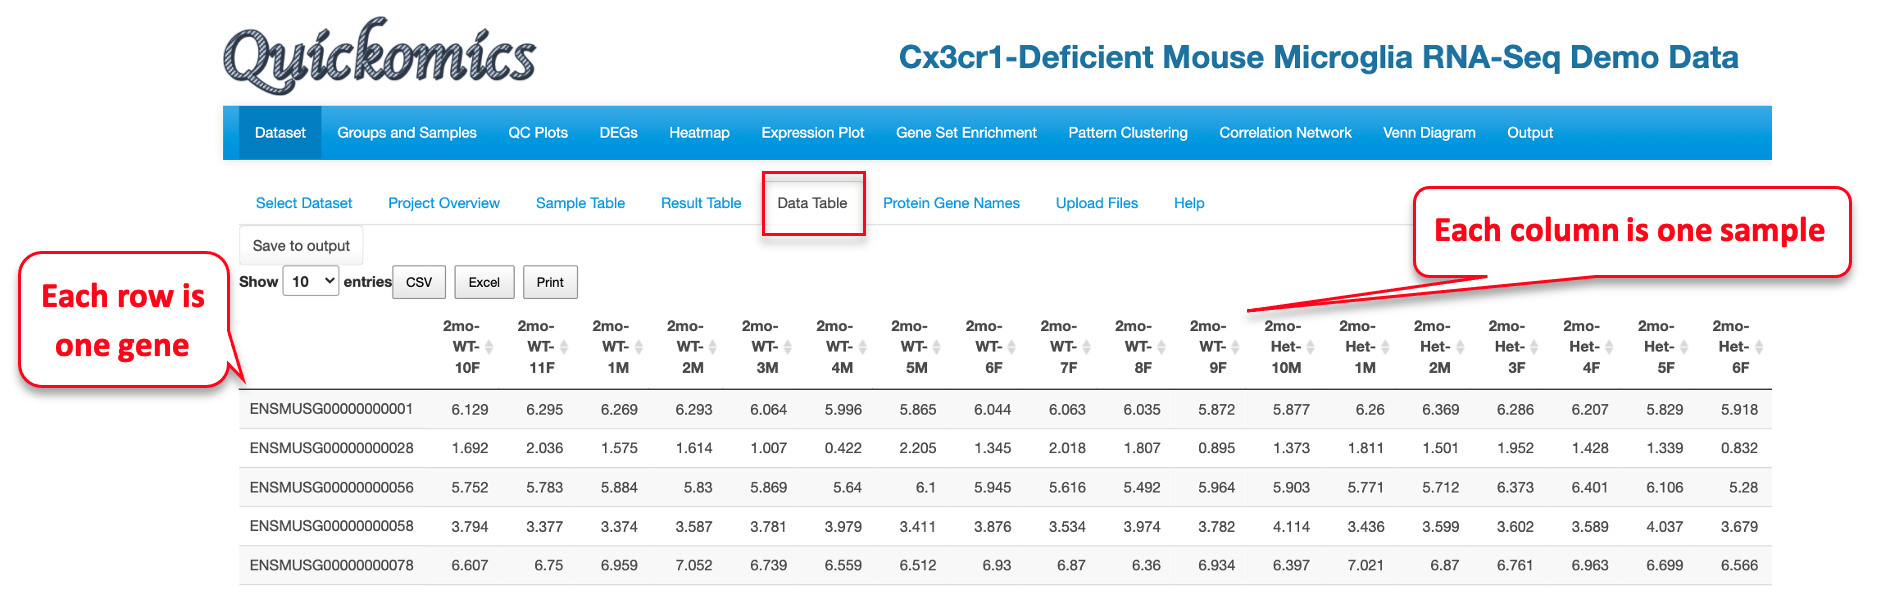 Quickomics
Cx3cr1-Deficient Mouse Microglia RNA-Seq Demo Data
Dataset Groups and Samples QC Plots DEGs Heatmap Expression Plot Gene Set Enrichment Pattern Clustering Correlation Network Venn Diagram Output
Select Dataset Project Overview Sample Table Result Table Data Table Protein Gene Names Upload Files Help
Each column is one sample
Save to output
Show 10 entries CSV Excel Print
Each row is
one gene
2mo- 2mo- 2mo- 2mo- 2mo- 2mo- 2mo- 2mo- 2mo- 2mo- 2mo- 2mo- 2mo- 2mo- 2mo- 2mo- 2mo- 2mo-
WT- WT- WT- WT- WT- WT- WT- WT- WT- WT- WT- Het- Het- Het- Het- Het- Het- Het-
10F 11F 1M 2M 3M 4M 5M 6F 7F 8F 9F 10M 1M 2M 3F 4F 5F 6F
ENSMUSG00000000001 6.129 6.295 6.269 6.293 6.064 5.996 5.865 6.044 6.063 6.035 5.872 5.877 6.26 6.369 6.286 6.207 5.829 5.918
ENSMUSG00000000028 1.692 2.036 1.575 1.614 1.007 0.422 2.205 1.345 2.018 1.807 0.895 1.373 1.811 1.501 1.952 1.428 1.339 0.832
ENSMUSG00000000056 5.752 5.783 5.884 5.83 5.869 5.64 6.1 5.945 5.616 5.492 5.964 5.903 5.771 5.712 6.373 6.401 6.106 5.28
ENSMUSG00000000058 3.794 3.377 3.374 3.587 3.781 3.979 3.411 3.876 3.534 3.974 3.782 4.114 3.436 3.599 3.602 3.589 4.037 3.679
ENSMUSG00000000078 6.607 6.75 6.959 7.052 6.739 6.559 6.512 6.93 6.87 6.36 6.934 6.397 7.021 6.87 6.761 6.963 6.699 6.566